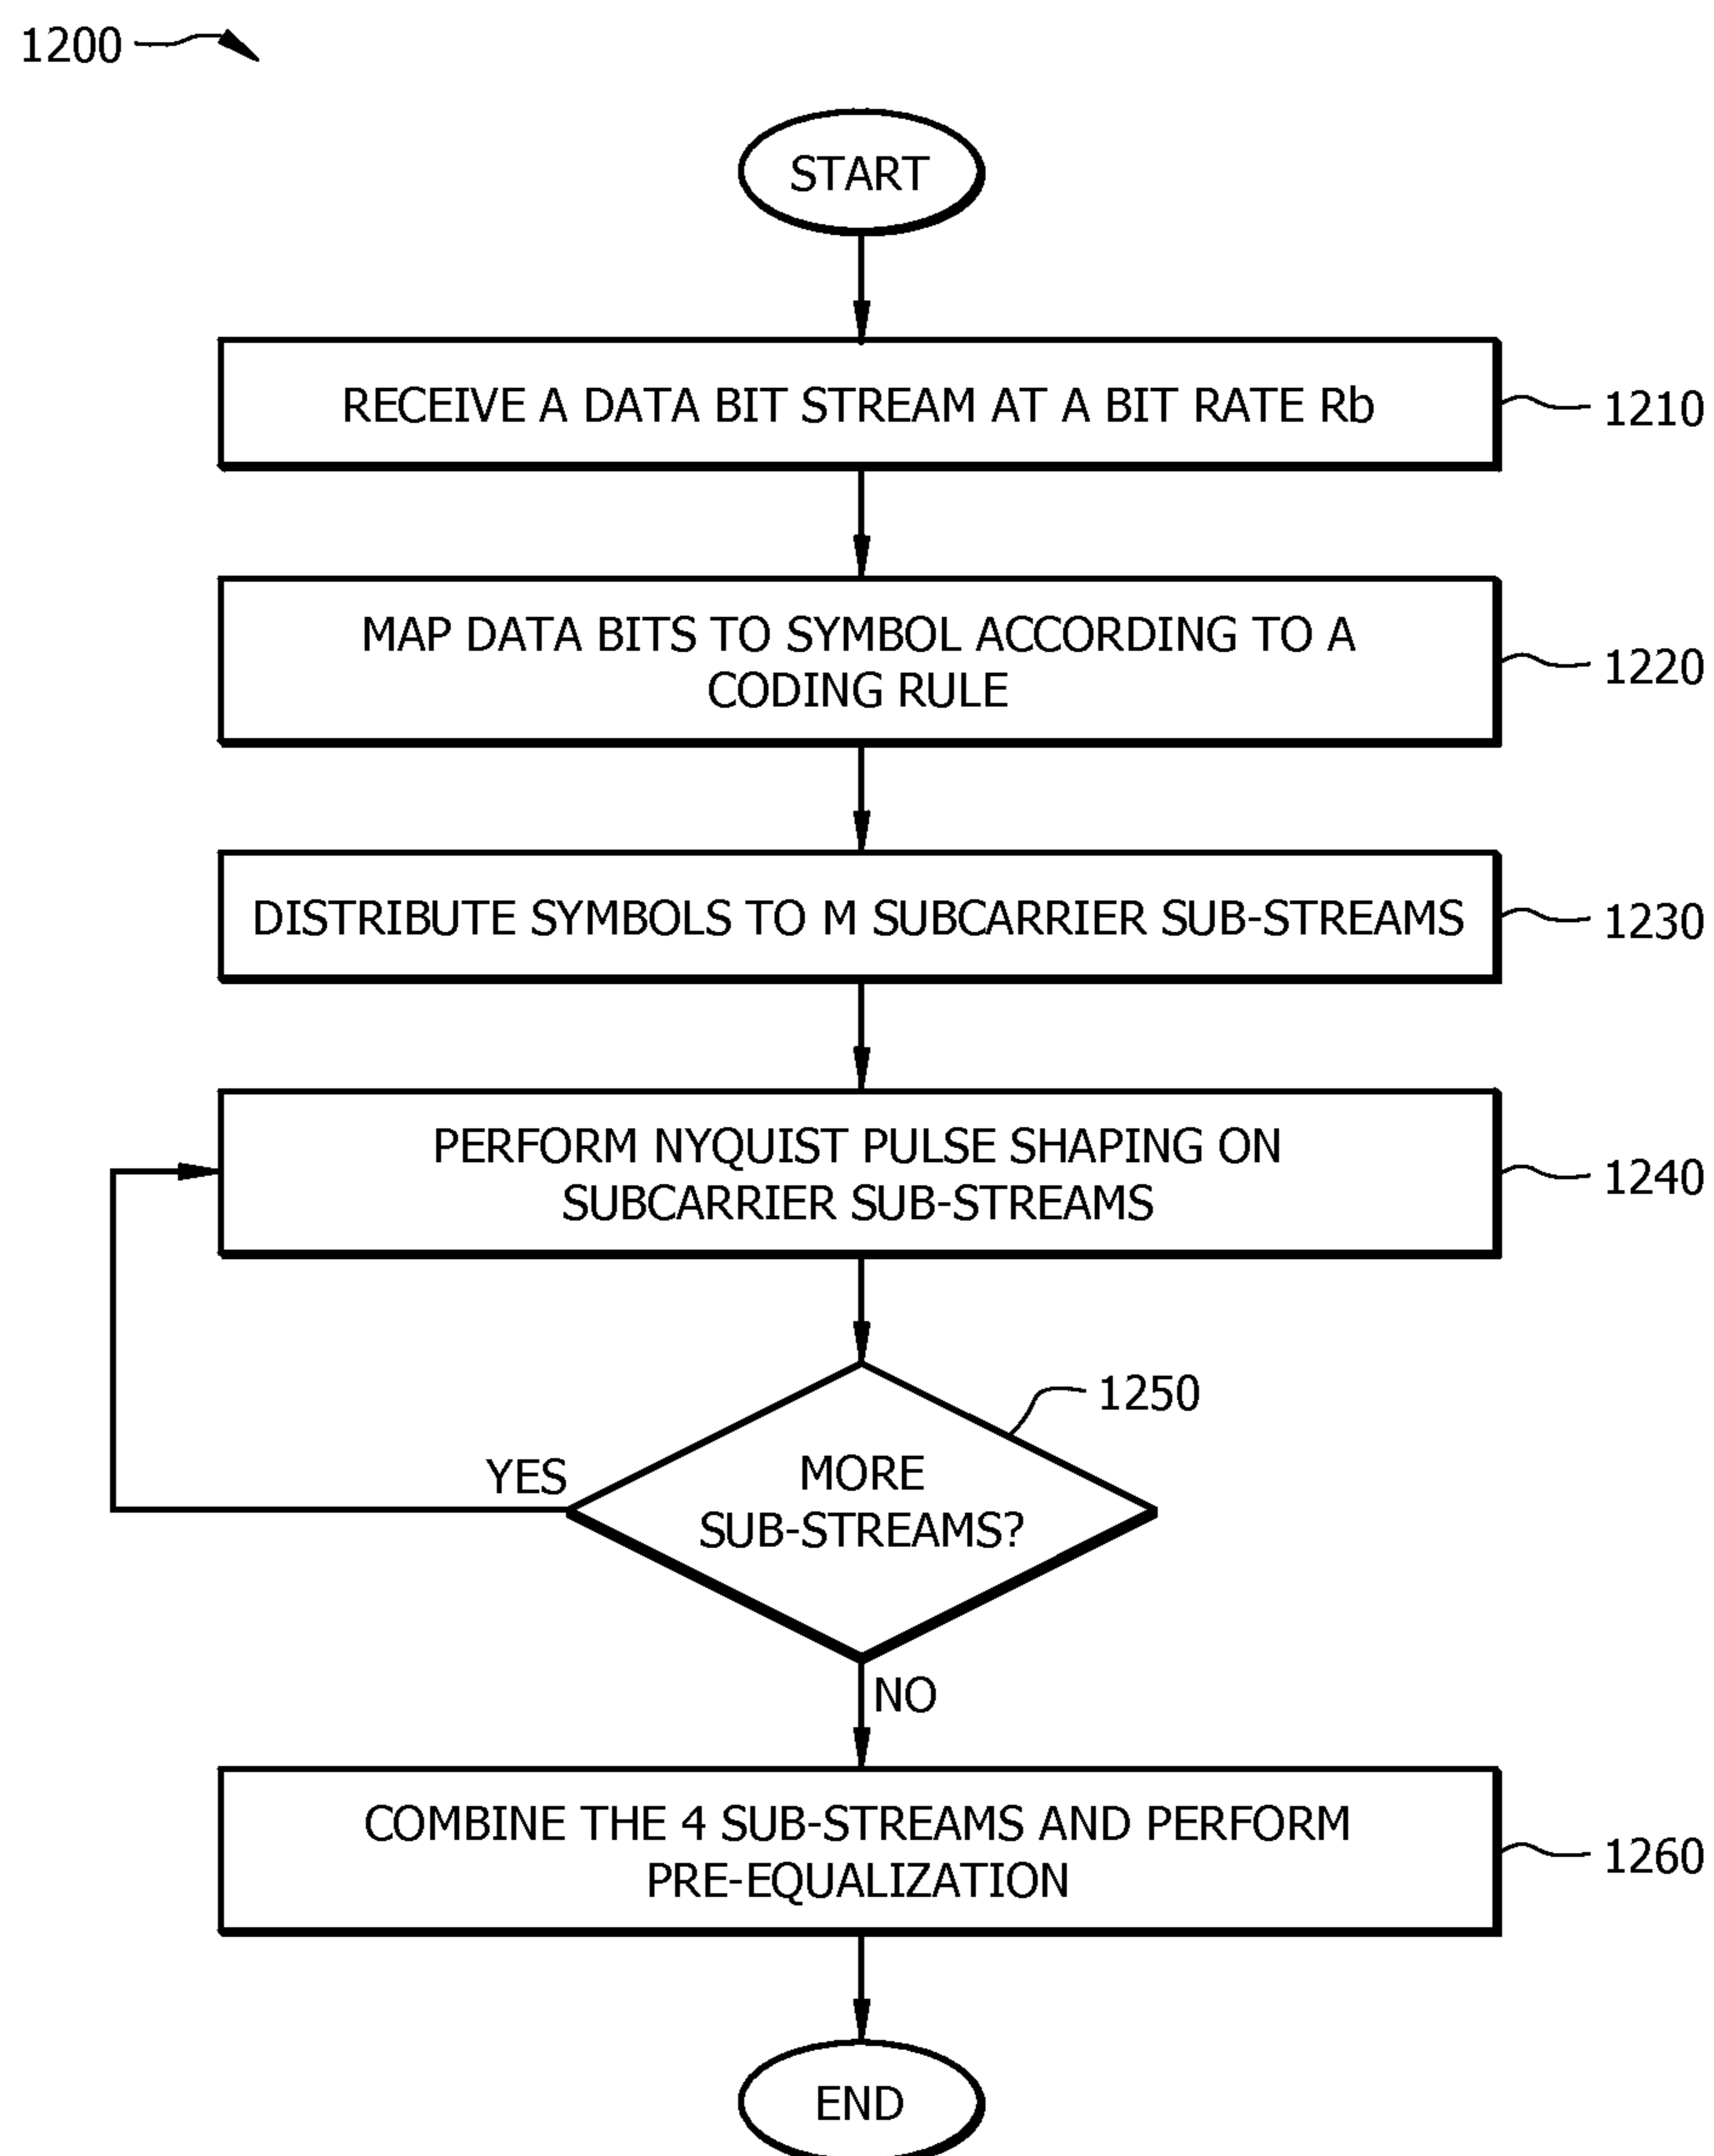 1200
START
RECEIVE A DATA BIT STREAM AT A BIT RATE Rb
1210
MAP DATA BITS TO SYMBOL ACCORDING TO A
CODING RULE
1220
DISTRIBUTE SYMBOLS TO M SUBCARRIER SUB-STREAMS
1230
PERFORM NYQUIST PULSE SHAPING ON
SUBCARRIER SUB-STREAMS
1240
1250
MORE
SUB-STREAMS?
YES
NO
COMBINE THE 4 SUB-STREAMS AND PERFORM
PRE-EQUALIZATION
1260
END